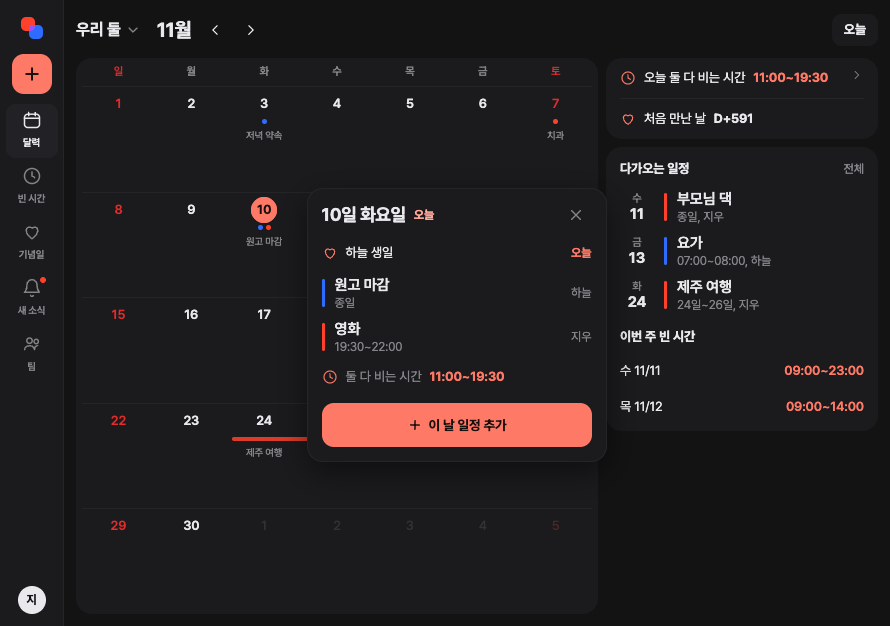 우리 둘
11월
오늘
달력
빈 시간
기념일
새 소식
팀
지
일 월 화 수 목 금 토
1 2 3 4 5 6 7
저녁 약속
치과
8 9 10
원고 마감
15 16 17
22 23 24
제주 여행
29 30 1 2 3 4 5
10일 화요일 오늘
하늘 생일 오늘
원고 마감
종일
하늘
영화
19:30~22:00
지우
둘 다 비는 시간 11:00~19:30
이 날 일정 추가
오늘 둘 다 비는 시간 11:00~19:30
처음 만난 날 D+591
다가오는 일정 전체
수
11
부모님 댁
종일, 지우
금
13
요가
07:00~08:00, 하늘
화
24
제주 여행
24일~26일, 지우
이번 주 빈 시간
수 11/11 09:00~23:00
목 11/12 09:00~14:00